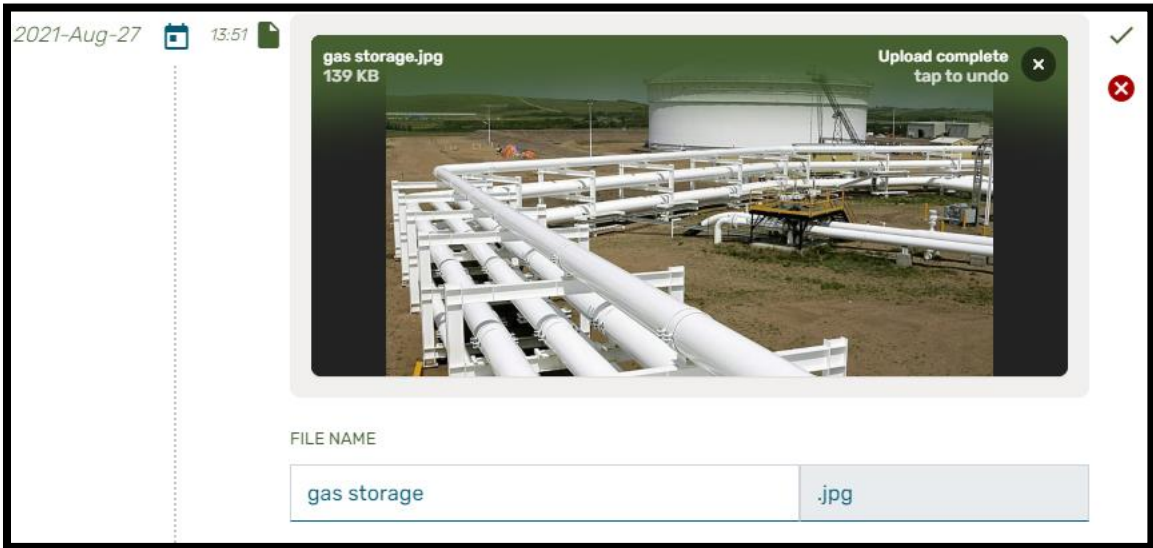 2021-Aug-27
13:51
gas storage.jpg
139 KB
Upload complete
tap to undo
FILE NAME
gas storage
.jpg